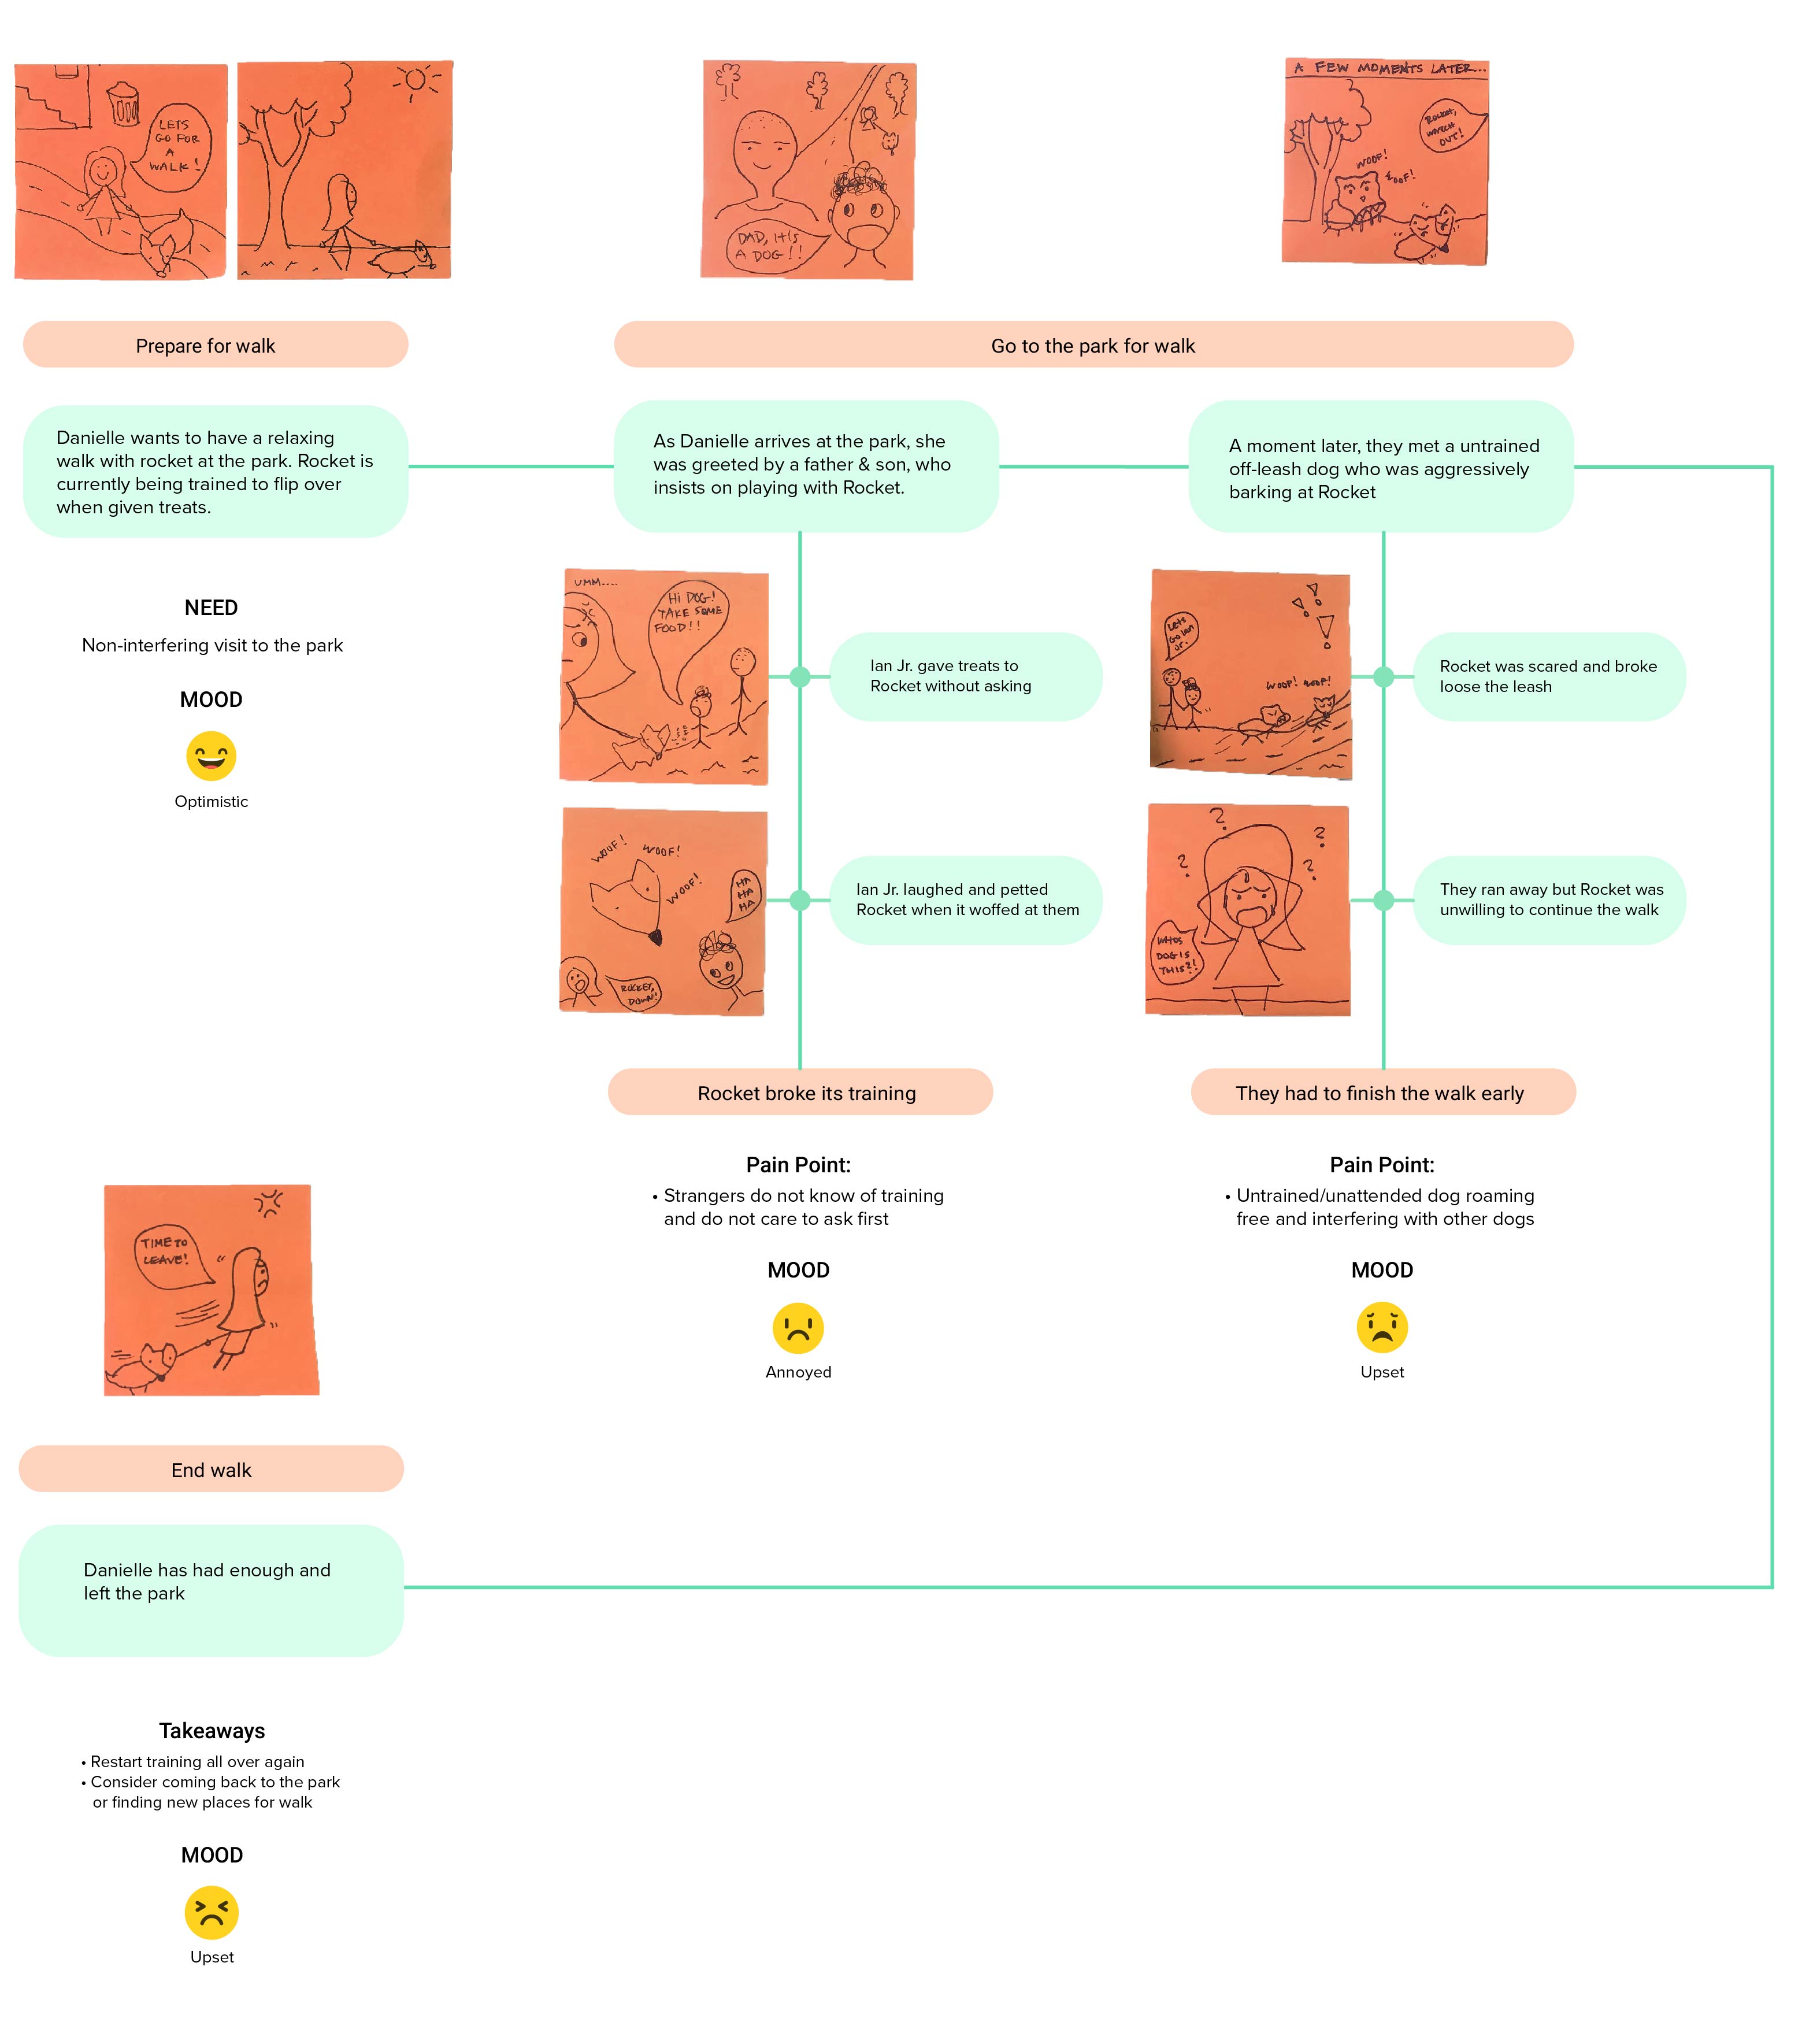 LETS
GO FOR
A
WALK!
DAD, it's
A DOG!!
A FEW MOMENTS LATER...
ROCKET,
WATCH
OUT!
WOOF!
WOOF!
Prepare for walk
Go to the park for walk
Danielle wants to have a relaxing
walk with rocket at the park. Rocket is
currently being trained to flip over
when given treats.
As Danielle arrives at the park, she
was greeted by a father & son, who
insists on playing with Rocket.
A moment later, they met a untrained
off-leash dog who was aggressively
barking at Rocket
NEED
Non-interfering visit to the park
MOOD
Optimistic
UMM....
Hi DOG!
TAKE SOME
FOOD!!
Ian Jr. gave treats to
Rocket without asking
LETS
GO IAN
Jr.
WOOF! WOOF!
Rocket was scared and broke
loose the leash
WOOF! WOOF!
WOOF!
HA
HA
HA
ROCKET,
DOWN!
Ian Jr. laughed and petted
Rocket when it woffed at them
?
?
?
?
WHOS
DOG IS
THIS?!
They ran away but Rocket was
unwilling to continue the walk
Rocket broke its training
They had to finish the walk early
Pain Point:
• Strangers do not know of training
and do not care to ask first
MOOD
Annoyed
Pain Point:
• Untrained/unattended dog roaming
free and interfering with other dogs
MOOD
Upset
TIME TO
LEAVE!
End walk
Danielle has had enough and
left the park
Takeaways
• Restart training all over again
• Consider coming back to the park
or finding new places for walk
MOOD
Upset